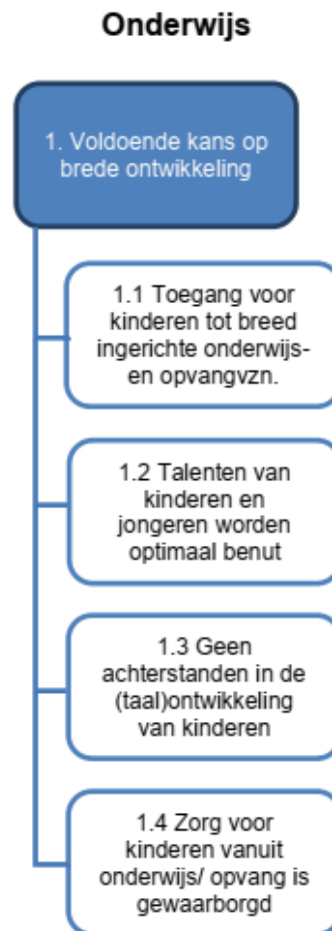 Onderwijs
1. Voldoende kans op
brede ontwikkeling
1.1 Toegang voor
kinderen tot breed
ingerichte onderwijs-
en opvangvzn.
1.2 Talenten van
kinderen en
jongeren worden
optimaal benut
1.3 Geen
achterstanden in de
(taal)ontwikkeling
van kinderen
1.4 Zorg voor
kinderen vanuit
onderwijs/ opvang is
gewaarborgd